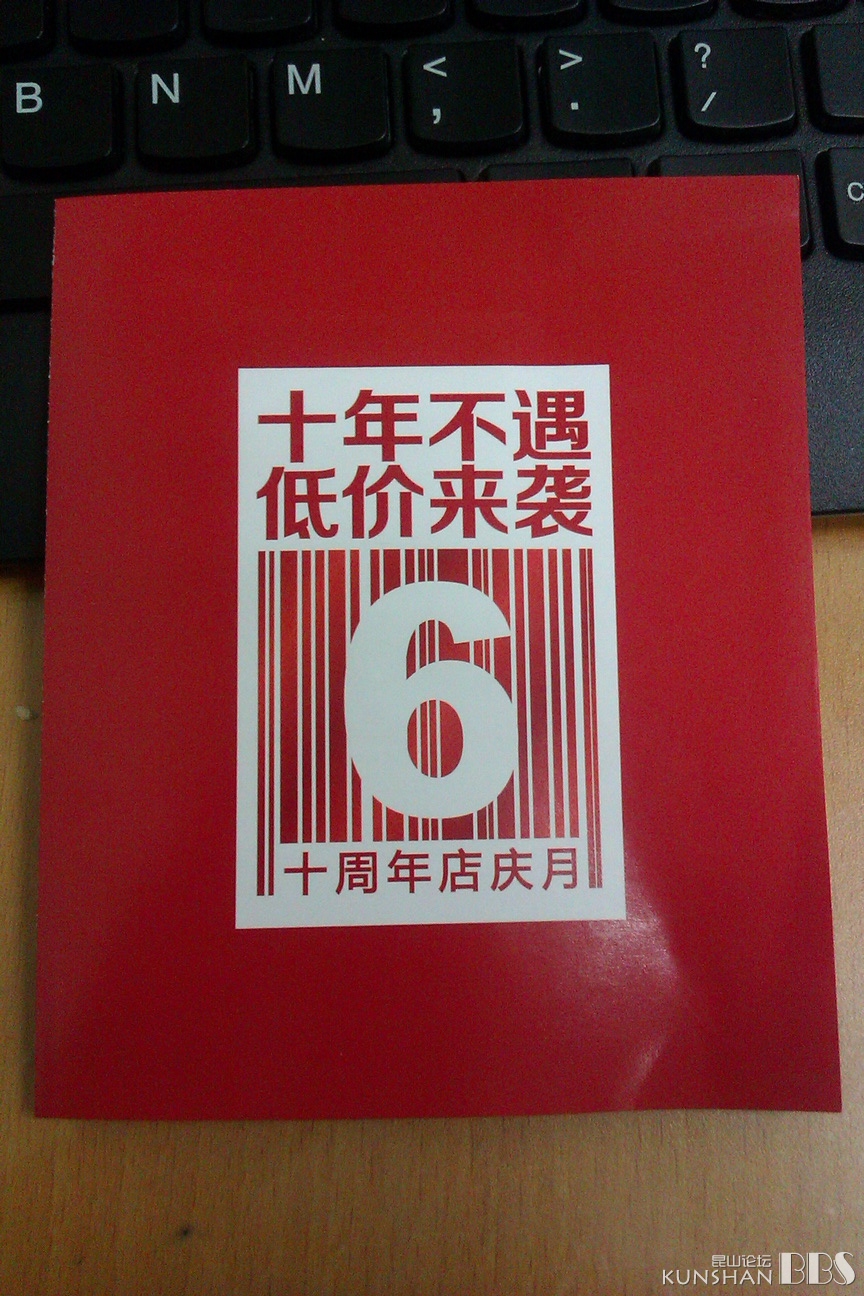 B N M < , > . ? /
C
十年不遇
低价来袭
6
十周年店庆月
昆山论坛
KUNSHAN BBS